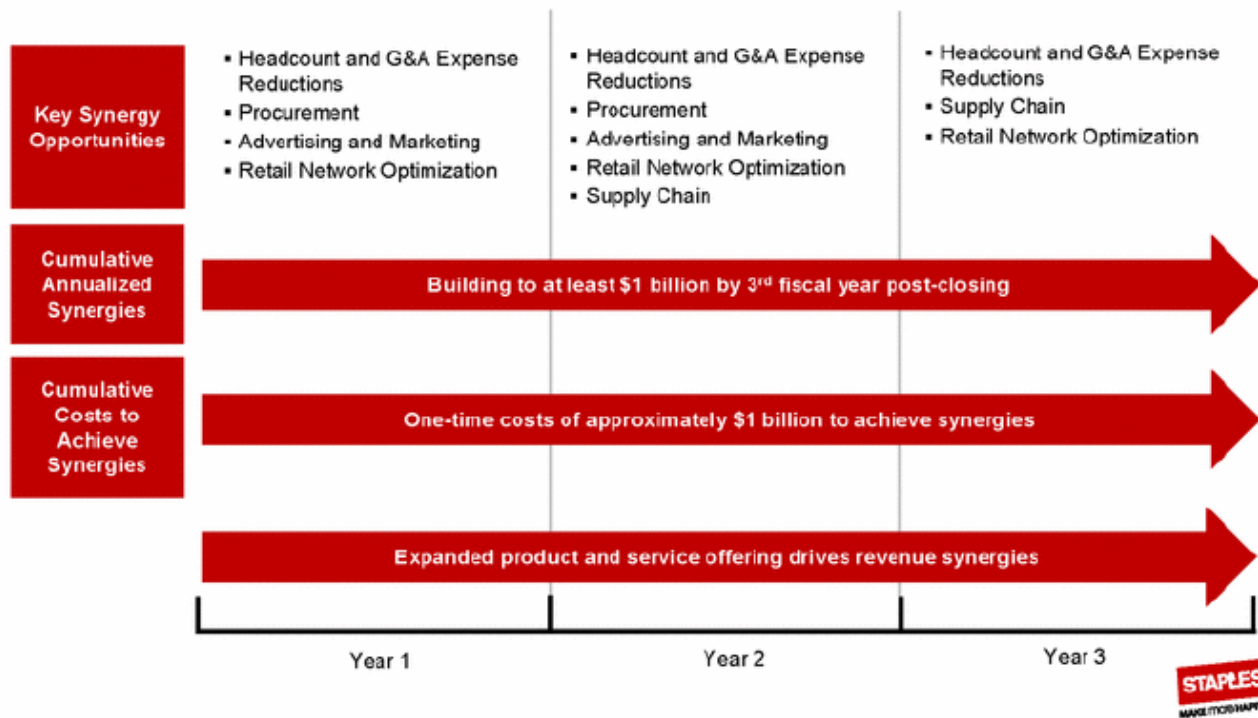 Key Synergy
Opportunities
▪ Headcount and G&A Expense
Reductions
▪ Procurement
▪ Advertising and Marketing
▪ Retail Network Optimization
▪ Headcount and G&A Expense
Reductions
▪ Procurement
▪ Advertising and Marketing
▪ Retail Network Optimization
▪ Supply Chain
▪ Headcount and G&A Expense
Reductions
▪ Supply Chain
▪ Retail Network Optimization
Cumulative
Annualized
Synergies
Building to at least $1 billion by 3rd fiscal year post-closing
Cumulative
Costs to
Achieve
Synergies
One-time costs of approximately $1 billion to achieve synergies
Expanded product and service offering drives revenue synergies
Year 1
Year 2
Year 3
STAPLES
MAKE more HAP